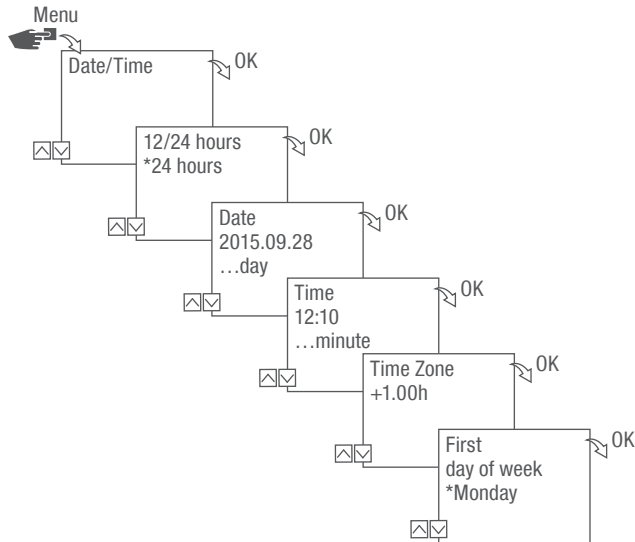 Menu
Date/Time
OK
12/24 hours
*24 hours
OK
Date
2015.09.28
…day
OK
Time
12:10
…minute
OK
Time Zone
+1.00h
OK
First
day of week
*Monday
OK